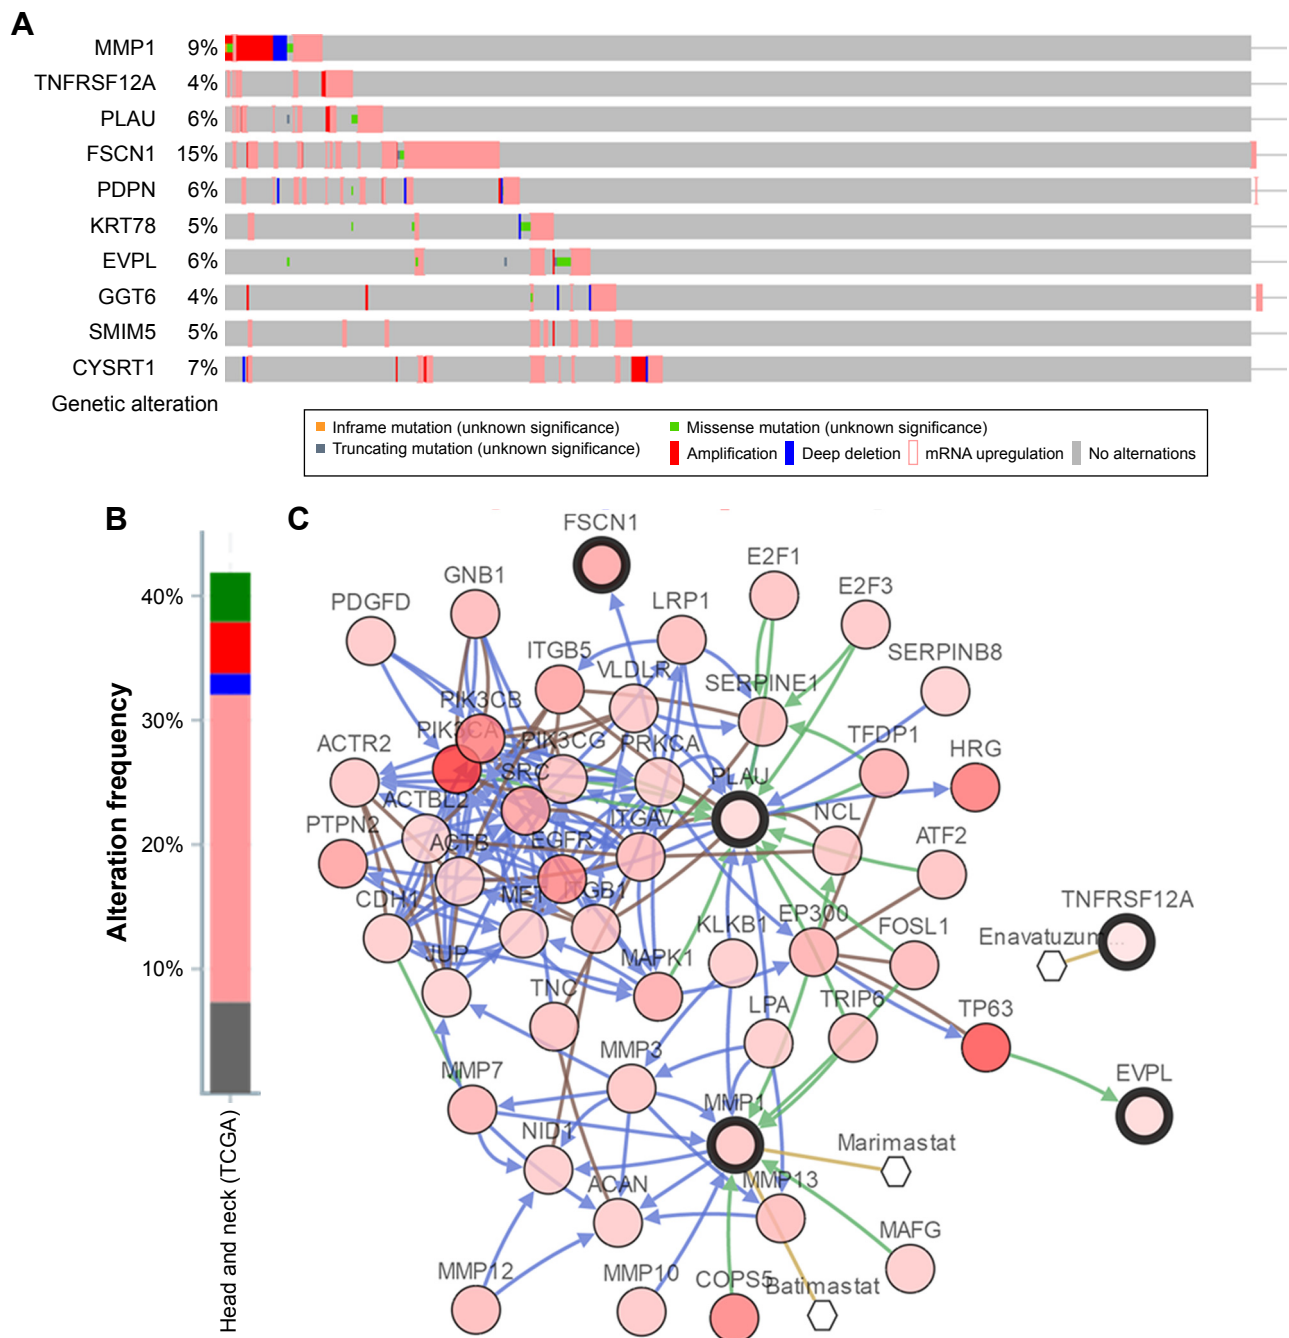 A
MMP1 9%
TNFRSF12A 4%
PLAU 6%
FSCN1 15%
PDPN 6%
KRT78 5%
EVPL 6%
GGT6 4%
SMIM5 5%
CYSRT1 7%
Genetic alteration
Inframe mutation (unknown significance)
Missense mutation (unknown significance)
Truncating mutation (unknown significance)
Amplification Deep deletion mRNA upregulation No alternations
B
40%
30%
20%
10%
Alteration frequency
Head and neck (TCGA)
C
FSCN1
GNB1
E2F1
PDGFD
LRP1
E2F3
ITGB5
VLDLR
SERPINE1
SERPINB8
PIK3CB
PIK3CA
PIK3CG
PRKCA
TFDP1
HRG
ACTR2
SRC
PLAU
ACTBL2
PTPN2
ACTB
EGFR
ITGAV
NCL
ATF2
CDH1
MET
ITGB1
KLKB1
EP300
FOSL1
TNFRSF12A
Enavatuzum...
JUP
MAPK1
TNC
LPA
TRIP6
TP63
MMP7
MMP3
MMP1
EVPL
NID1
Marimastat
ACAN
MMP13
MAFG
MMP12
MMP10
COPS5
Batimastat